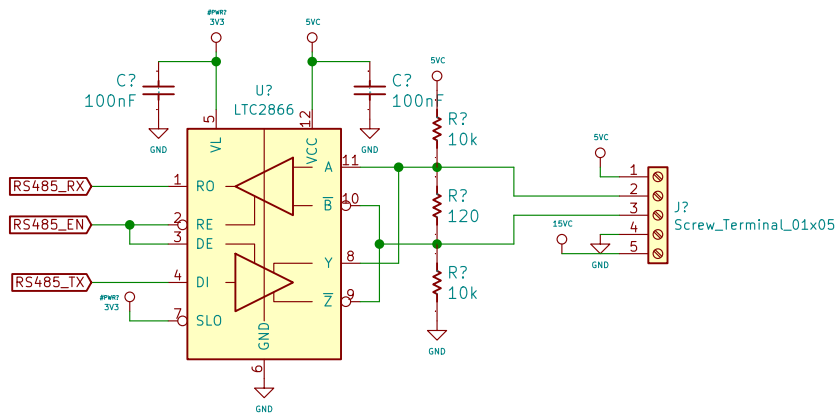 #PWR?
3V3
5VC
5VC
C?
100nF
U?
LTC2866
C?
100nF
R?
10k
GND
GND
5
VL
12
VCC
5VC
RS485_RX
1
RO
A
11
1
2
3
4
5
J?
Screw_Terminal_01x05
RS485_EN
2
RE
3
DE
B
10
R?
120
15VC
GND
RS485_TX
4
DI
Y
8
R?
10k
#PWR?
3V3
7
SLO
Z
9
GND
6
GND
GND